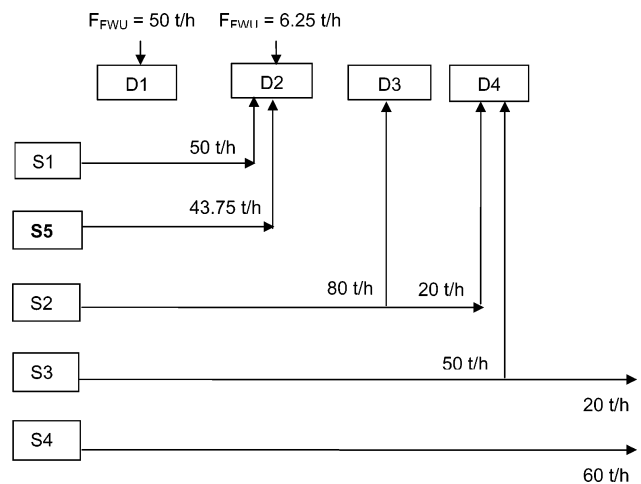 F_FWU = 50 t/h F_FWU = 6.25 t/h
D1 D2 D3 D4
S1 50 t/h
S5 43.75 t/h
S2 80 t/h 20 t/h
S3 50 t/h
20 t/h
S4
60 t/h